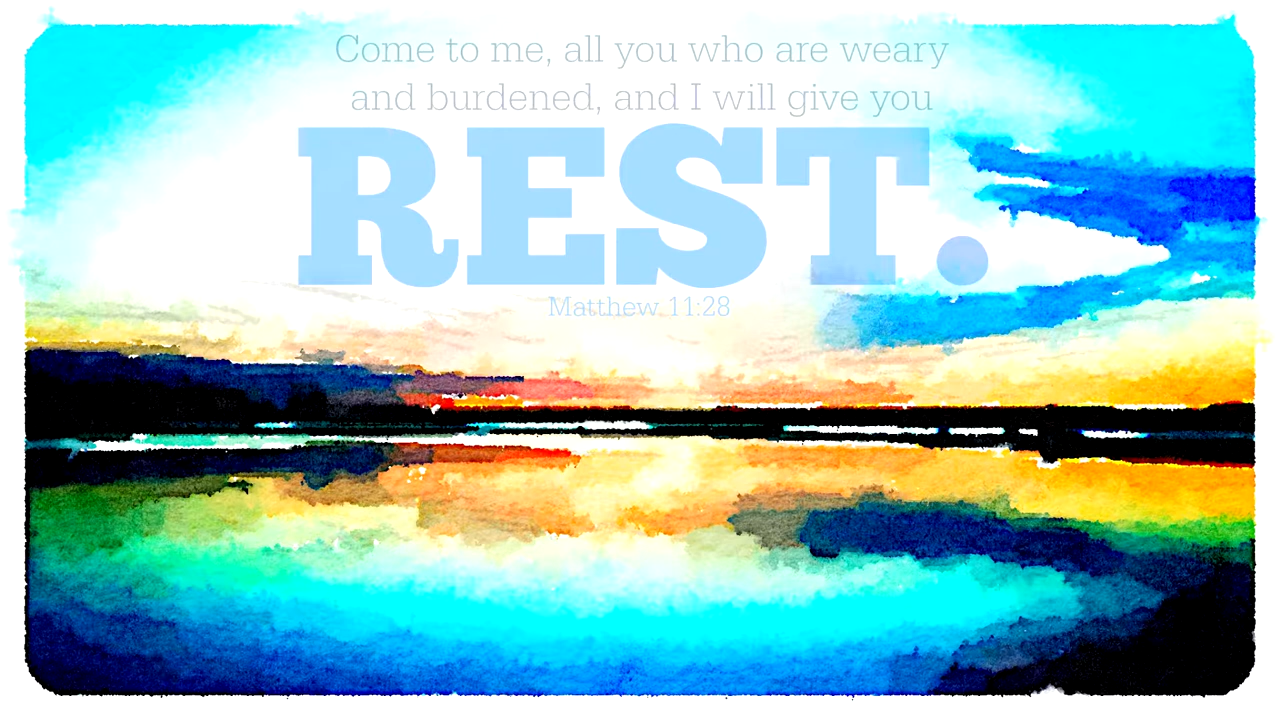 Come to me, all you who are weary
and burdened, and I will give you
REST.
Matthew 11:28